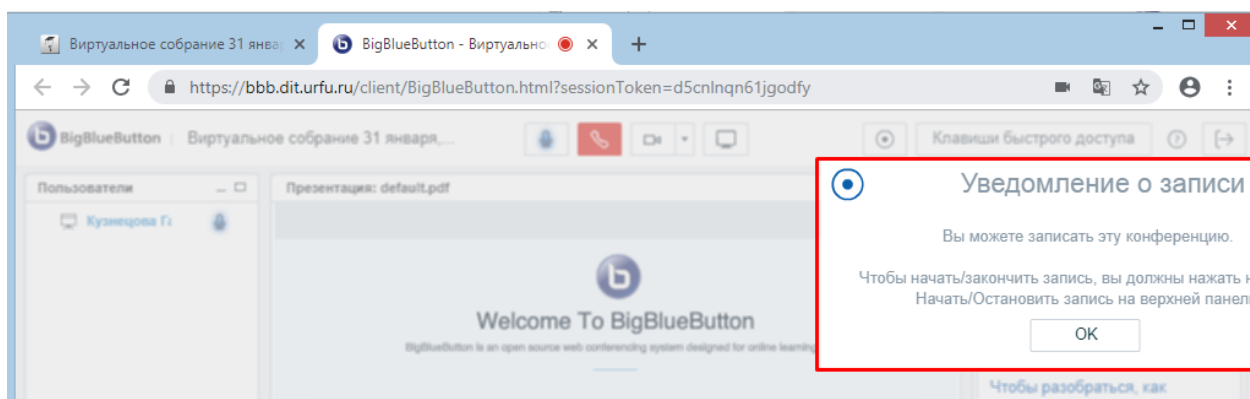 Виртуальное собрание 31 янва
BigBlueButton - Виртуально
https://bbb.dit.urfu.ru/client/BigBlueButton.html?sessionToken=d5cnlnqn61jgodfy
BigBlueButton
Виртуальное собрание 31 января,...
Клавиши быстрого доступа
Пользователи
Презентация: default.pdf
Уведомление о записи
Кузнецова
Вы можете записать эту конференцию.
Чтобы начать/закончить запись, вы должны нажать
Начать/Остановить запись на верхней
Welcome To BigBlueButton
BigBlueButton is an open source web conferencing system designed for online learning
OK
Чтобы разобраться, как